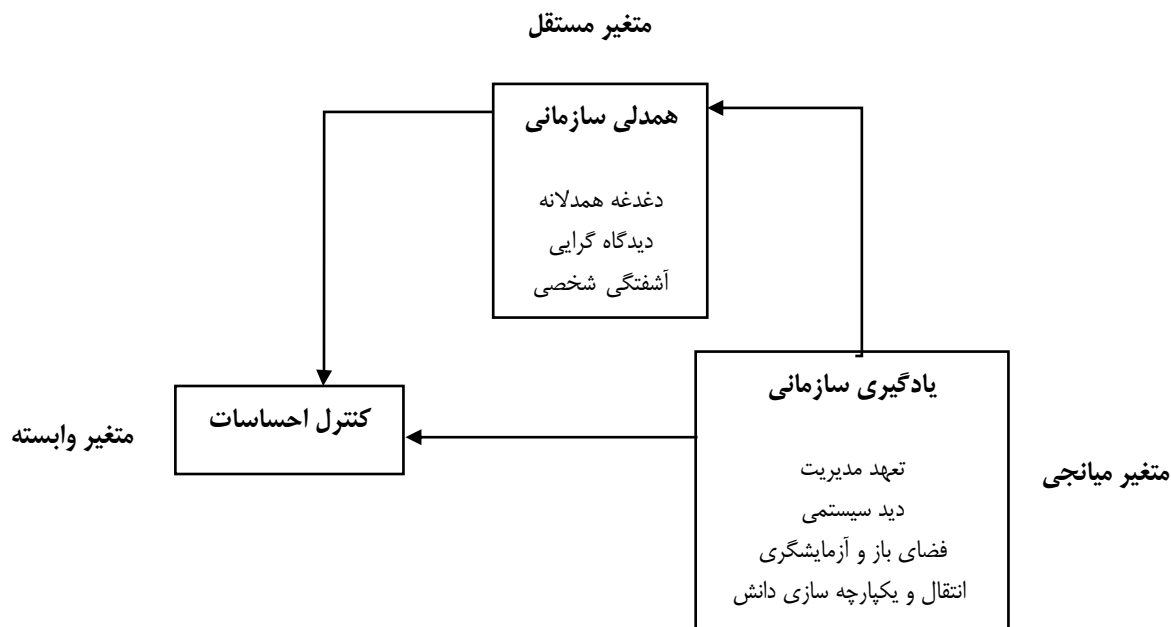 متغیر مستقل
همدلی سازمانی
دغدغه همدلانه
دیدگاه گرایی
آشفتگی شخصی
یادگیری سازمانی
تعهد مدیریت
دید سیستمی
فضای باز و آزمایشگری
انتقال و یکپارچه سازی دانش
متغیر میانجی
کنترل احساسات
متغیر وابسته